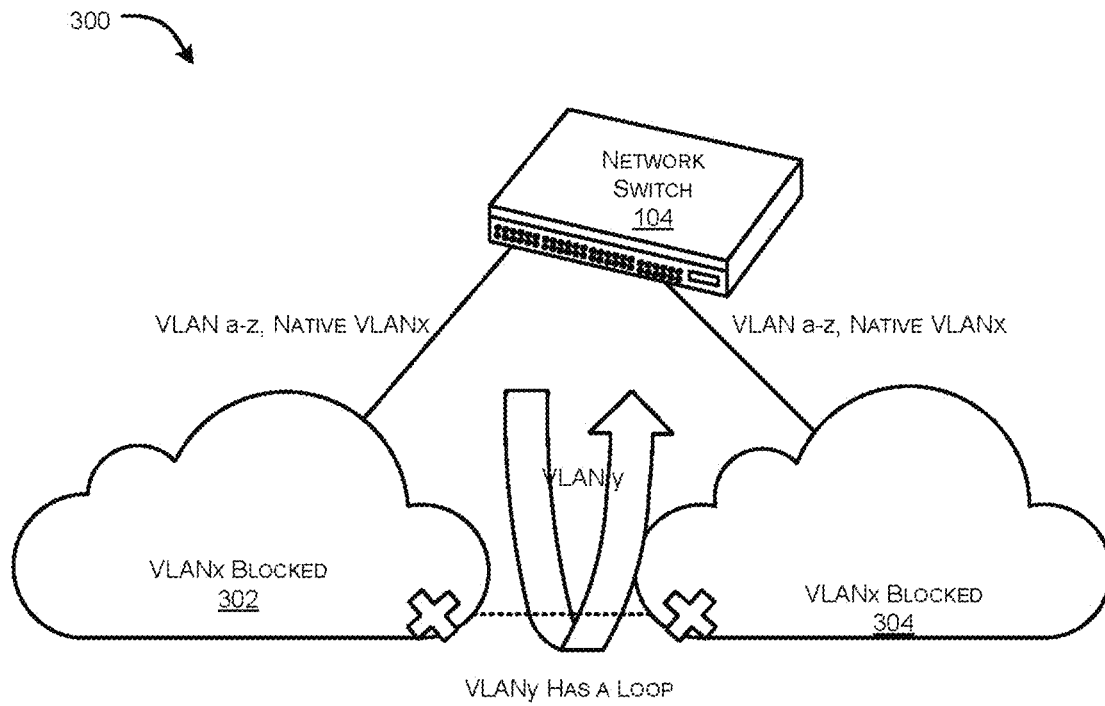 300
NETWORK
SWITCH
104
VLAN a-z, NATIVE VLANX
VLAN a-z, NATIVE VLANX
VLAN y
VLANX BLOCKED
302
VLANX BLOCKED
304
VLANy HAS A LOOP